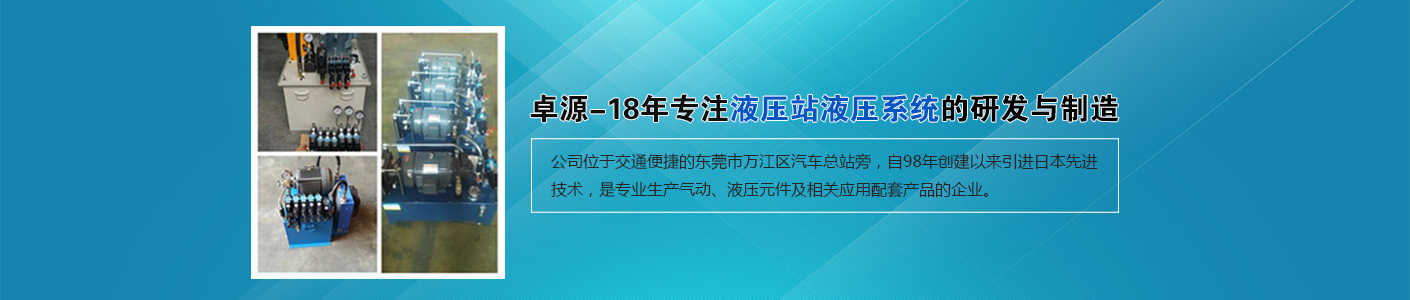 卓源-18年专注液压站液压系统的研发与制造
公司位于交通便捷的东莞市万江区汽车总站旁，自98年创建以来引进日本先进
技术，是专业生产气动、液压元件及相关应用配套产品的企业。